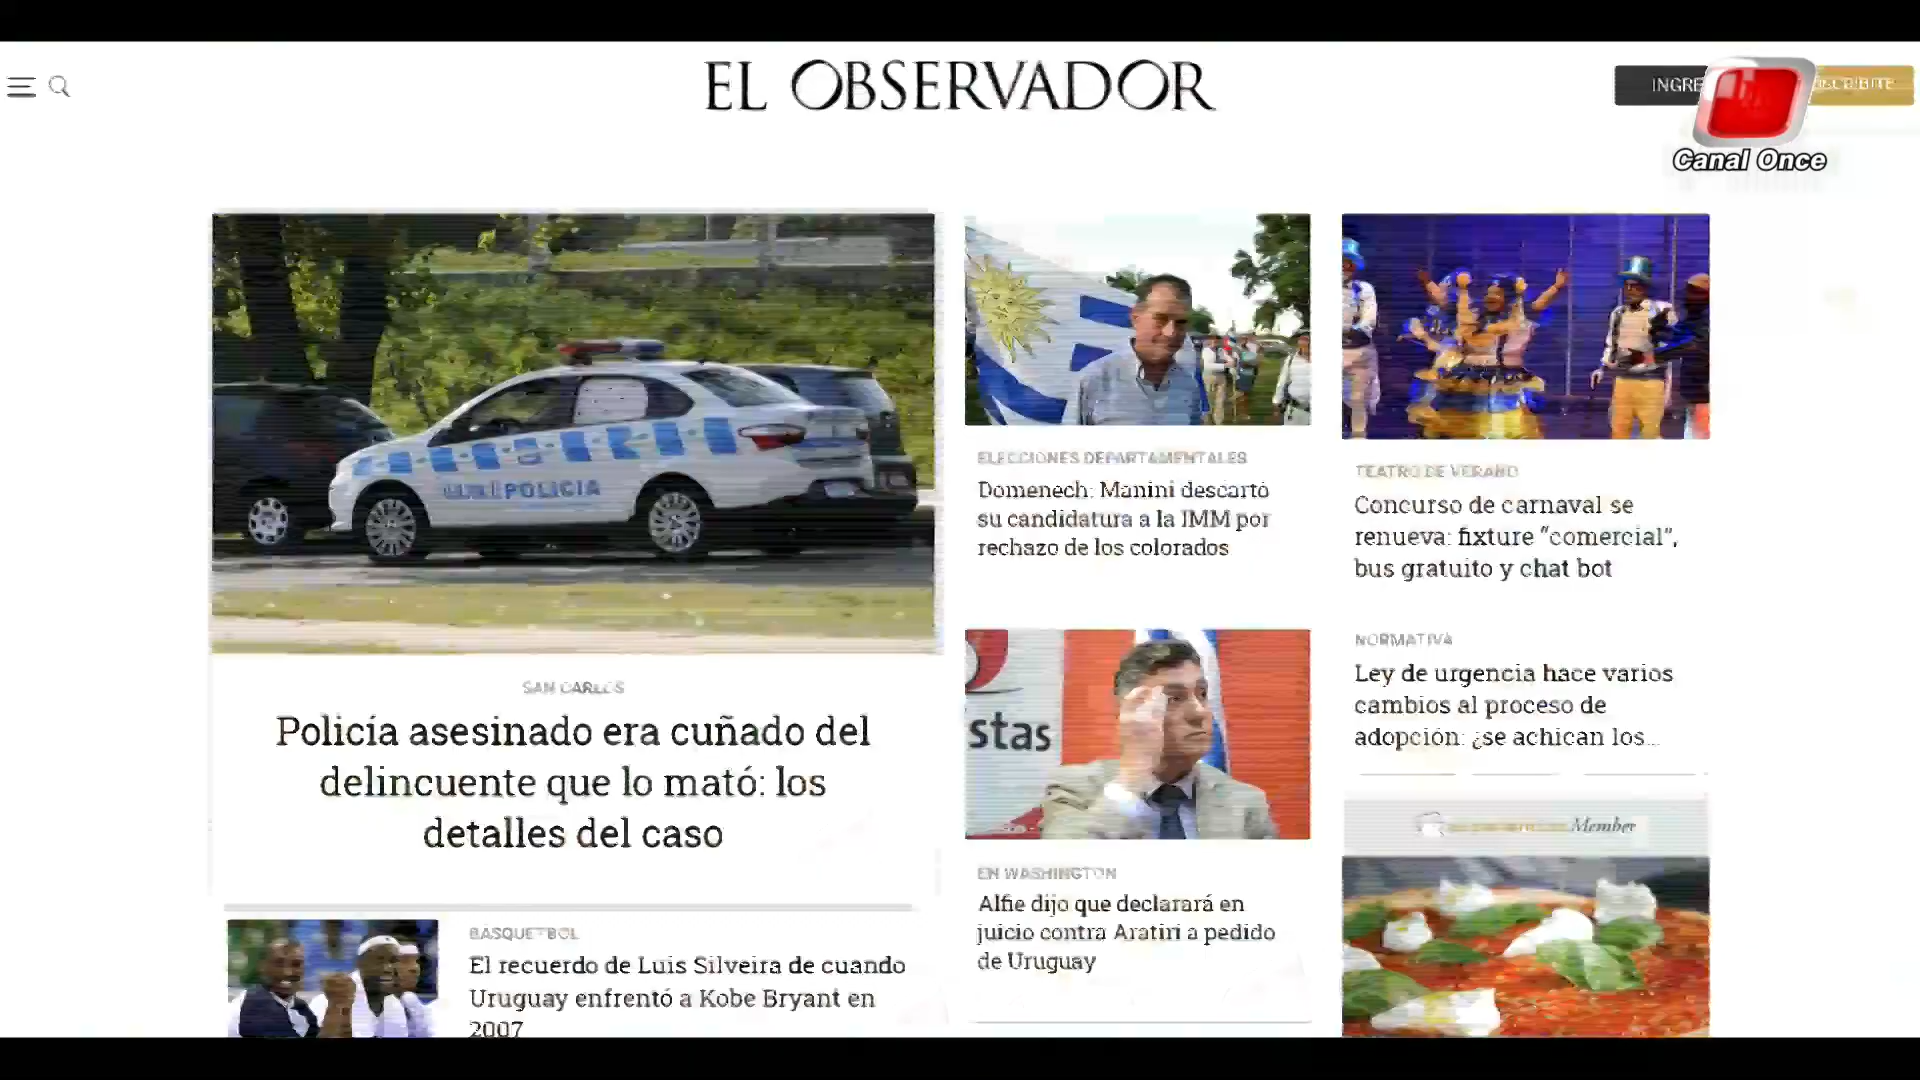 EL OBSERVADOR
INGRE
Canal Once
POLICIA
SAN CARLOS
Policía asesinado era cuñado del
delincuente que lo mató: los
detalles del caso
BÁSQUETBOL
El recuerdo de Luis Silveira de cuando
Uruguay enfrentó a Kobe Bryant en
2007
ELECCIONES DEPARTAMENTALES
Domenech: Manini descartó
su candidatura a la IMM por
rechazo de los colorados
stas
EN WASHINGTON
Alfie dijo que declarará en
juicio contra Aratirí a pedido
de Uruguay
TEATRO DE VERANO
Concurso de carnaval se
renueva: fixture “comercial”,
bus gratuito y chat bot
NORMATIVA
Ley de urgencia hace varios
cambios al proceso de
adopción: ¿se achican los...
Member